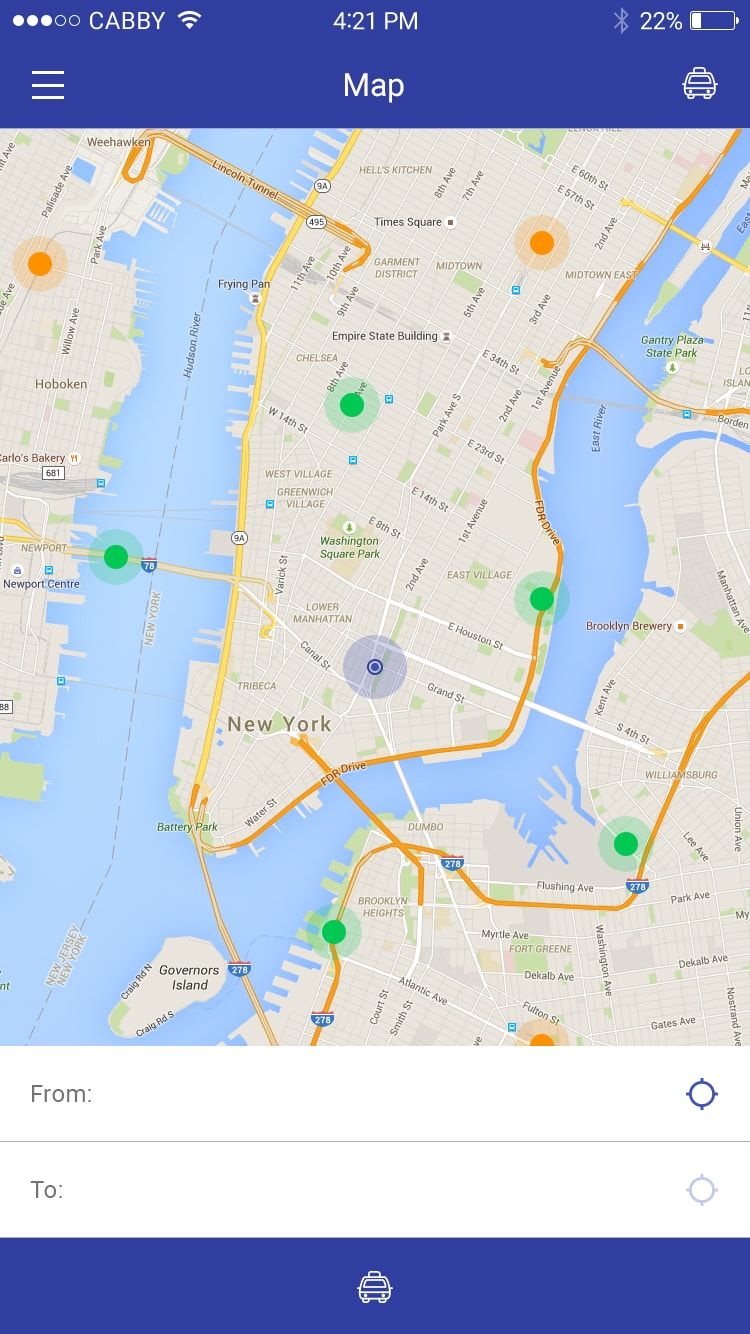 CABBY 4:21 PM 22%
Map
LENOX HILL
Weehawken
Lincoln Tunnel
HELL'S KITCHEN
8th Ave
7th Ave
E 60th St
E 57th St
Palisade Ave
9A
495
Times Square
2nd Ave
Park Ave
11th Ave
10th Ave
GARMENT
DISTRICT
MIDTOWN
MIDTOWN EAST
Frying Pan
9th Ave
5th Ave
3rd Ave
Willow Ave
Hudson River
Empire State Building
Gantry Plaza
State Park
E 34th St
CHELSEA
8th Ave
1st Avenue
Hoboken
W 14th St
Park Ave S
2nd Ave
East River
Borden
Carlo's Bakery
681
E 23rd St
WEST VILLAGE
GREENWICH
VILLAGE
E 14th St
1st Avenue
FDR Drive
9A
E 8th St
Washington
Square Park
NEWPORT
78
Newport Centre
Varick St
2nd Ave
EAST VILLAGE
Manhattan Ave
NEW YORK
LOWER
MANHATTAN
E Houston St
Brooklyn Brewery
Canal St
TRIBECA
Grand St
Kent Ave
88
New York
S 4th St
FDR Drive
WILLIAMSBURG
Water St
Battery Park
DUMBO
Union Ave
Lee Ave
278
Flushing Ave
278
Park Ave
BROOKLYN
HEIGHTS
Myrtle Ave
Washington Ave
FORT GREENE
NEW JERSEY
NEW YORK
Governors
Island
278
Craig Rd N
Dekalb Ave
Dekalb Ave
Atlantic Ave
Court St
Smith St
Nostrand Ave
Craig Rd S
278
Fulton St
Gates Ave
From:
To: